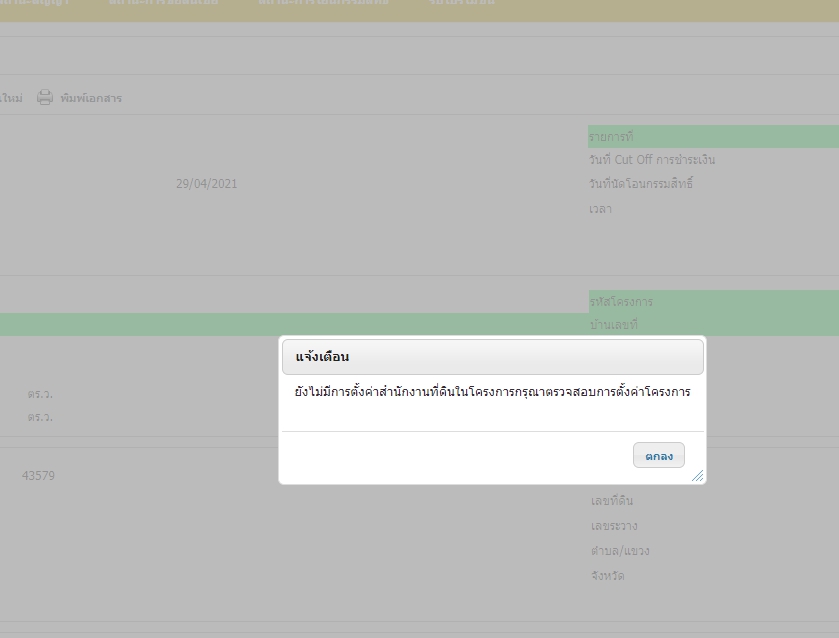 พิมพ์เอกสาร
รายการที่
วันที่ Cut Off การชำระเงิน
29/04/2021
วันที่นัดโอนกรรมสิทธิ์
เวลา
รหัสโครงการ
บ้านเลขที่
แจ้งเตือน
ยังไม่มีการตั้งค่าสำนักงานที่ดินในโครงการกรุณาตรวจสอบการตั้งค่าโครงการ
ตร.ว.
ตร.ว.
ตกลง
43579
เลขที่ดิน
เลขระวาง
ตำบล/แขวง
จังหวัด